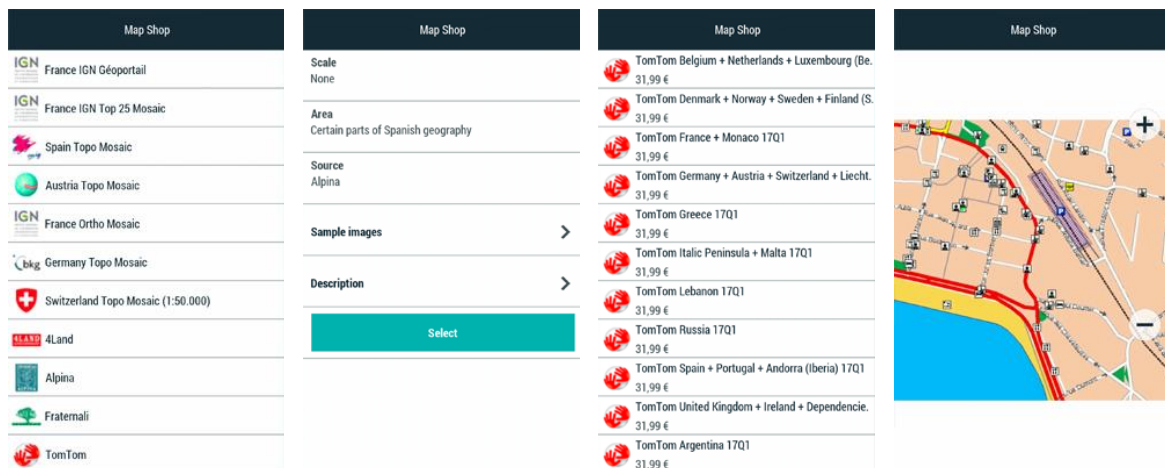 Map Shop
IGN
France IGN Géoportail
IGN
France IGN Top 25 Mosaic
Spain Topo Mosaic
Austria Topo Mosaic
IGN
France Ortho Mosaic
bkg
Germany Topo Mosaic
Switzerland Topo Mosaic (1:50.000)
4LAND
4Land
Alpina
Fraternali
TomTom
Map Shop
Scale
None
Area
Certain parts of Spanish geography
Source
Alpina
Sample images
Description
Select
Map Shop
TomTom Belgium + Netherlands + Luxembourg (Be.
31,99 €
TomTom Denmark + Norway + Sweden + Finland (S.
31,99 €
TomTom France + Monaco 17Q1
31,99 €
TomTom Germany + Austria + Switzerland + Liecht.
31,99 €
TomTom Greece 17Q1
31,99 €
TomTom Italic Peninsula + Malta 17Q1
31,99 €
TomTom Lebanon 17Q1
31,99 €
TomTom Russia 17Q1
31,99 €
TomTom Spain + Portugal + Andorra (Iberia) 17Q1
31,99 €
TomTom United Kingdom + Ireland + Dependencie.
31,99 €
TomTom Argentina 17Q1
31,99 €
Map Shop